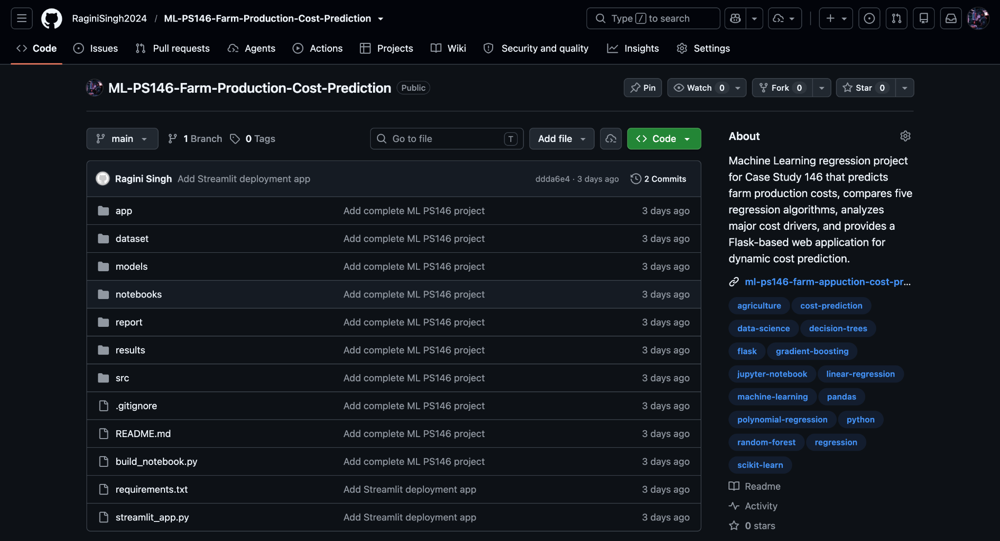 RaginiSingh2024 / ML-PS146-Farm-Production-Cost-Prediction
Type / to search
Code Issues Pull requests Agents Actions Projects Wiki Security and quality Insights Settings
ML-PS146-Farm-Production-Cost-Prediction Public
Pin Watch 0 Fork 0 Star 0
main 1 Branch 0 Tags Go to file T Add file Code
Ragini Singh Add Streamlit deployment app ddda6e4 · 3 days ago 2 Commits
app Add complete ML PS146 project 3 days ago
dataset Add complete ML PS146 project 3 days ago
models Add complete ML PS146 project 3 days ago
notebooks Add complete ML PS146 project 3 days ago
report Add complete ML PS146 project 3 days ago
results Add complete ML PS146 project 3 days ago
src Add complete ML PS146 project 3 days ago
.gitignore Add complete ML PS146 project 3 days ago
README.md Add complete ML PS146 project 3 days ago
build_notebook.py Add complete ML PS146 project 3 days ago
requirements.txt Add Streamlit deployment app 3 days ago
streamlit_app.py Add Streamlit deployment app 3 days ago
About
Machine Learning regression project
for Case Study 146 that predicts
farm production costs, compares five
regression algorithms, analyzes
major cost drivers, and provides a
Flask-based web application for
dynamic cost prediction.
ml-ps146-farm-appuction-cost-pr...
agriculture cost-prediction
data-science decision-trees
flask gradient-boosting
jupyter-notebook linear-regression
machine-learning pandas
polynomial-regression python
random-forest regression
scikit-learn
Readme
Activity
0 stars